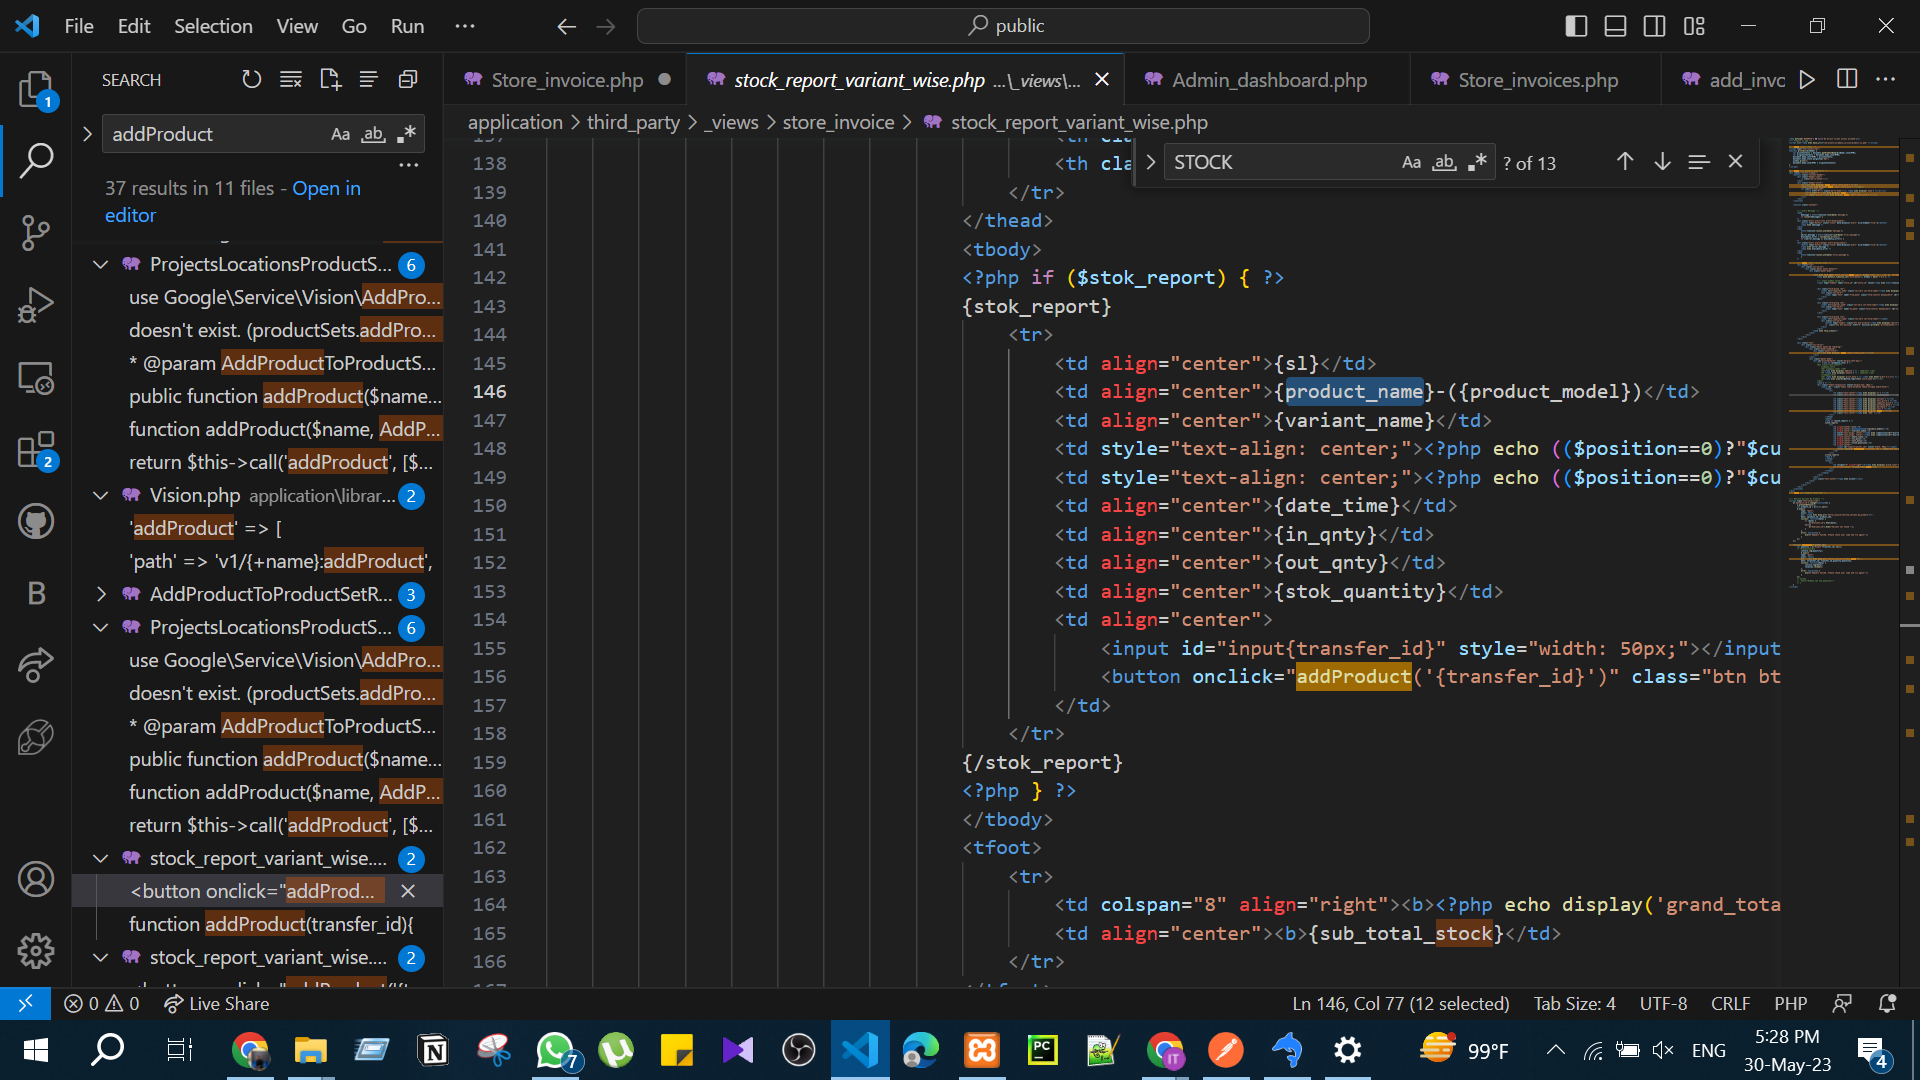 File Edit Selection View Go Run ···
public
SEARCH
Store_invoice.php
stock_report_variant_wise.php ...\_views\...
Admin_dashboard.php
Store_invoices.php
add_invo
addProduct
Aa ab .*
37 results in 11 files - Open in
editor
ProjectsLocationsProductS... 6
use Google\Service\Vision\AddPro...
doesn't exist. (productSets.addPro...
* @param AddProductToProductS...
public function addProduct($name...
function addProduct($name, AddP...
return $this->call('addProduct', [$...
Vision.php application\librar... 2
'addProduct' => [
'path' => 'v1/{+name}:addProduct',
AddProductToProductSetR... 3
ProjectsLocationsProductS... 6
use Google\Service\Vision\AddPro...
doesn't exist. (productSets.addPro...
* @param AddProductToProductS...
public function addProduct($name...
function addProduct($name, AddP...
return $this->call('addProduct', [$...
stock_report_variant_wise.... 2
<button onclick="addProd...
function addProduct(transfer_id){
stock_report_variant_wise.... 2
1
2
B
application > third_party > _views > store_invoice > stock_report_variant_wise.php
STOCK
Aa ab .* ? of 13
138 <th cla
139 </tr>
140 </thead>
141 <tbody>
142 <?php if ($stok_report) { ?>
143 {stok_report}
144 <tr>
145 <td align="center">{sl}</td>
146 <td align="center">{product_name}-({product_model})</td>
147 <td align="center">{variant_name}</td>
148 <td style="text-align: center;"><?php echo (($position==0)?"$cu
149 <td style="text-align: center;"><?php echo (($position==0)?"$cu
150 <td align="center">{date_time}</td>
151 <td align="center">{in_qnty}</td>
152 <td align="center">{out_qnty}</td>
153 <td align="center">{stok_quantity}</td>
154 <td align="center">
155 <input id="input{transfer_id}" style="width: 50px;"></input
156 <button onclick="addProduct('{transfer_id}')" class="btn bt
157 </td>
158 </tr>
159 {/stok_report}
160 <?php } ?>
161 </tbody>
162 <tfoot>
163 <tr>
164 <td colspan="8" align="right"><b><?php echo display('grand_tota
165 <td align="center"><b>{sub_total_stock}</td>
166 </tr>
0 0 Live Share
Ln 146, Col 77 (12 selected) Tab Size: 4 UTF-8 CRLF PHP
7
PC
IT
99°F
ENG
5:28 PM
30-May-23
4